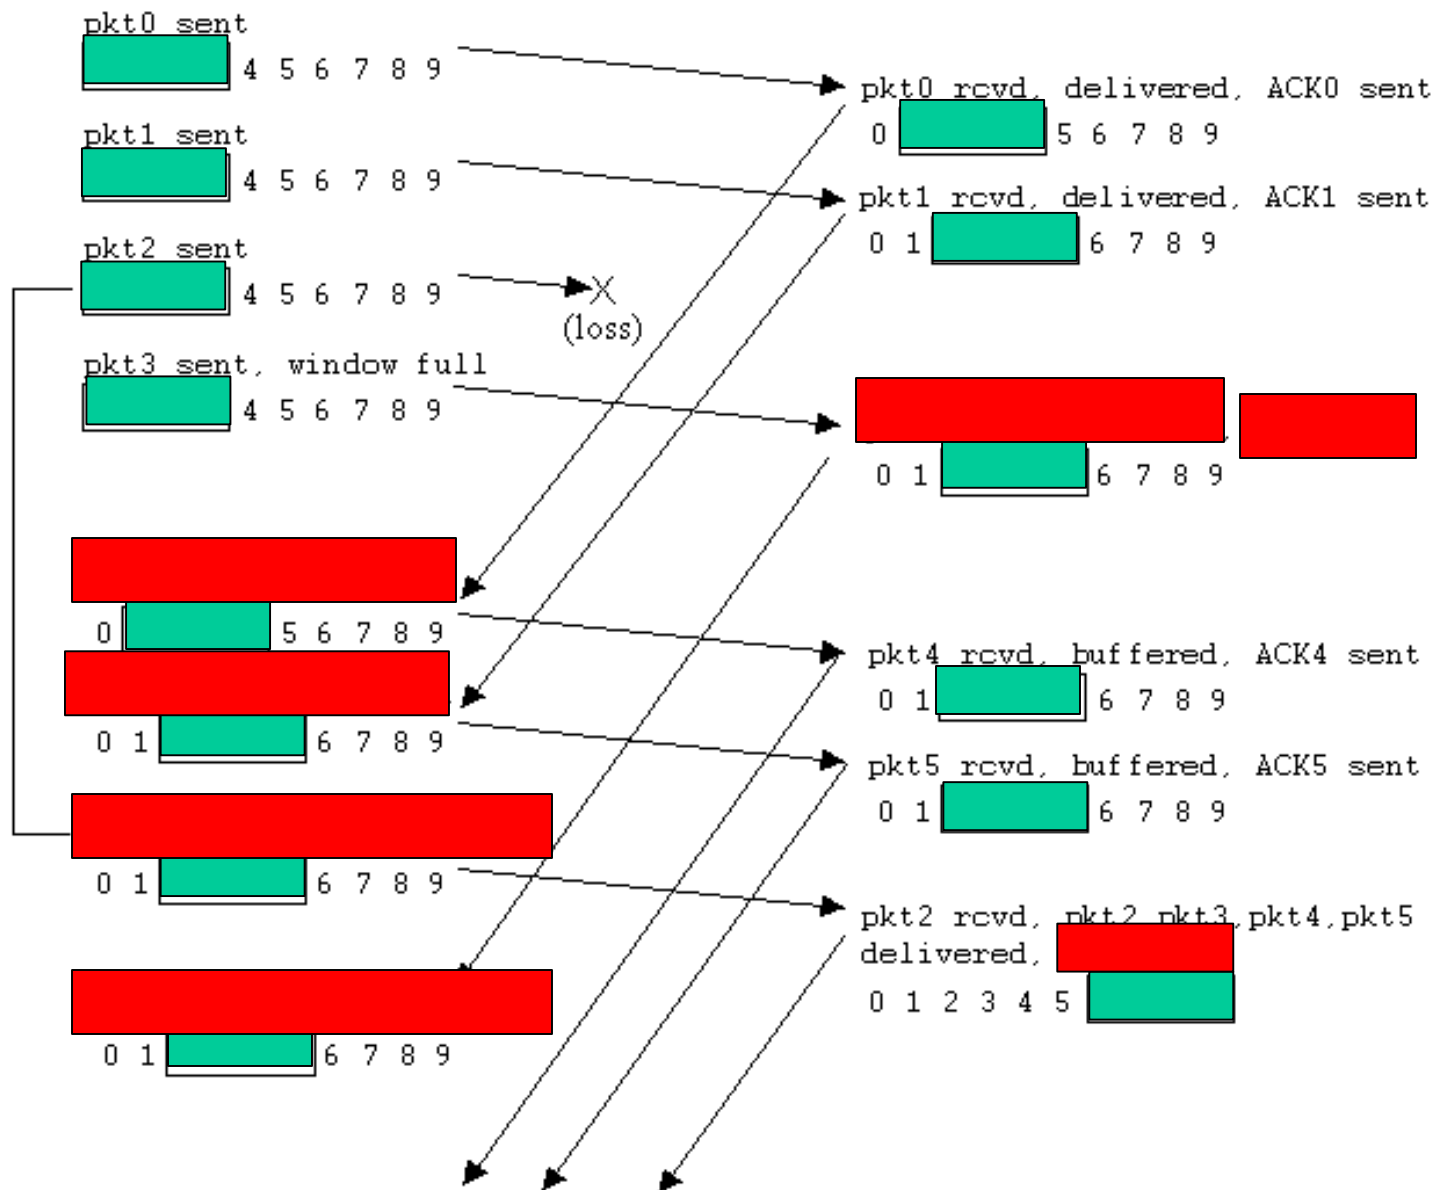 pkt0 sent
4 5 6 7 8 9
pkt0 rcvd, delivered, ACK0 sent
0 5 6 7 8 9
pkt1 sent
4 5 6 7 8 9
pkt1 rcvd, delivered, ACK1 sent
0 1 6 7 8 9
pkt2 sent
4 5 6 7 8 9
X
(loss)
pkt3 sent, window full
4 5 6 7 8 9
0 1 6 7 8 9
0 5 6 7 8 9
pkt4 rcvd, buffered, ACK4 sent
0 1 6 7 8 9
0 1 6 7 8 9
pkt5 rcvd, buffered, ACK5 sent
0 1 6 7 8 9
0 1 6 7 8 9
pkt2 rcvd, pkt2,pkt3,pkt4,pkt5
delivered,
0 1 2 3 4 5
0 1 6 7 8 9